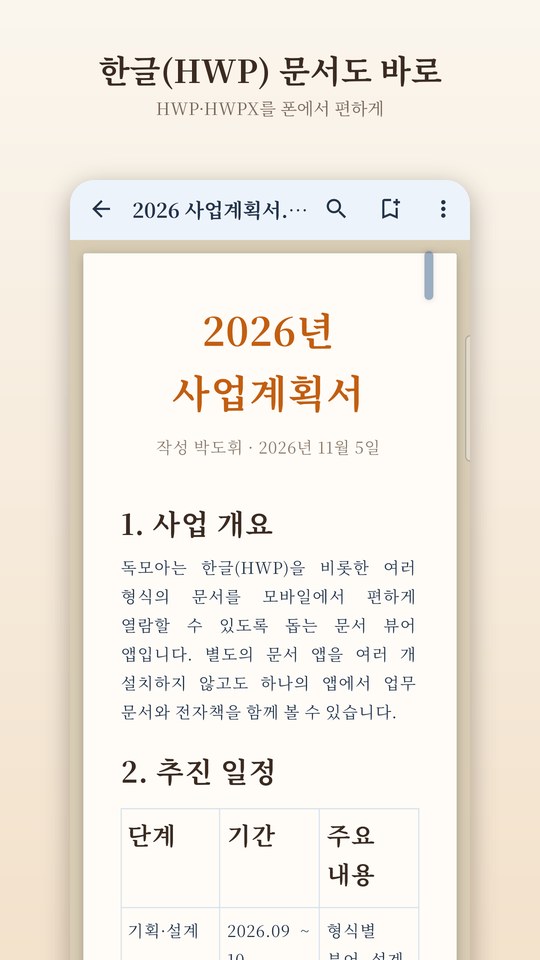 한글(HWP) 문서도 바로
HWP·HWPX를 폰에서 편하게
2026 사업계획서.…
2026년
사업계획서
작성 박도휘 · 2026년 11월 5일
1. 사업 개요
독모아는 한글(HWP)을 비롯한 여러
형식의 문서를 모바일에서 편하게
열람할 수 있도록 돕는 문서 뷰어
앱입니다. 별도의 문서 앱을 여러 개
설치하지 않고도 하나의 앱에서 업무
문서와 전자책을 함께 볼 수 있습니다.
2. 추진 일정
단계 기간 주요
내용
기획·설계 2026.09 ~ 형식별
10 뷰어 설계